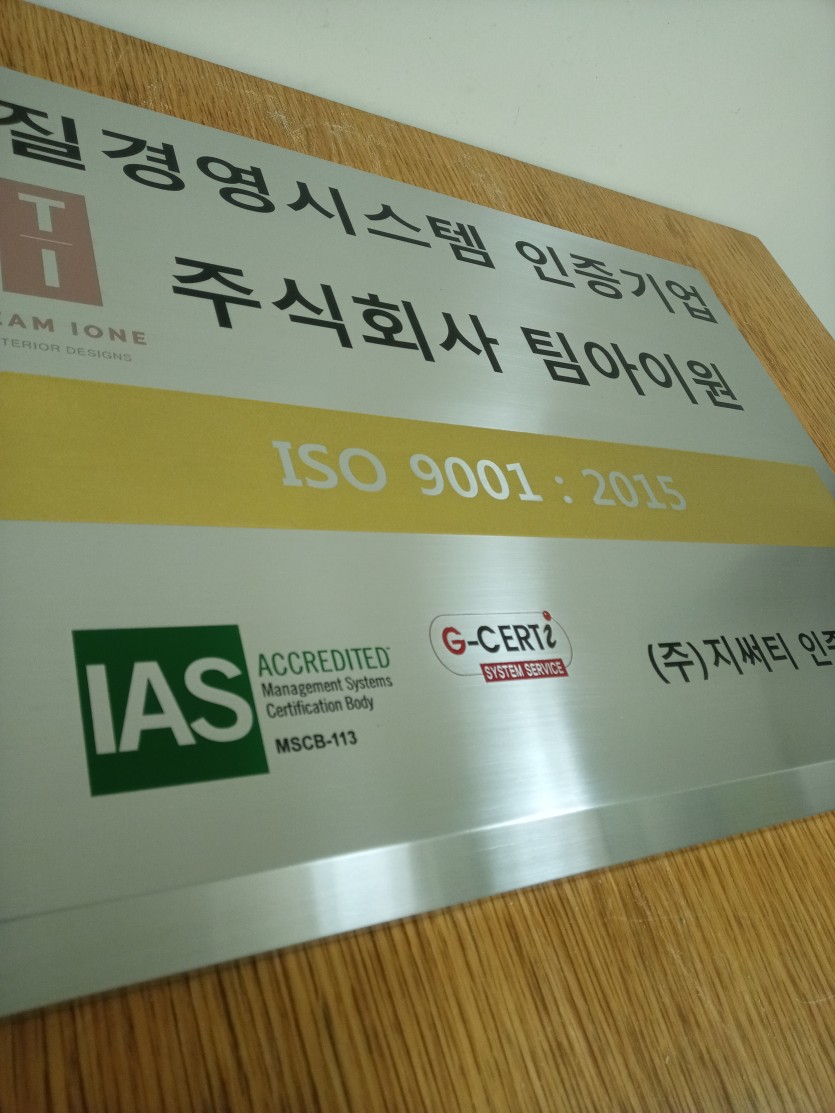 질경영시스템 인증기업
T
I
EAM IONE
TERIOR DESIGNS
주식회사 팀아이원
ISO 9001 : 2015
IAS
ACCREDITED
Management Systems
Certification Body
MSCB-113
G-CERTi
SYSTEM SERVICE
(주)지써티 인증